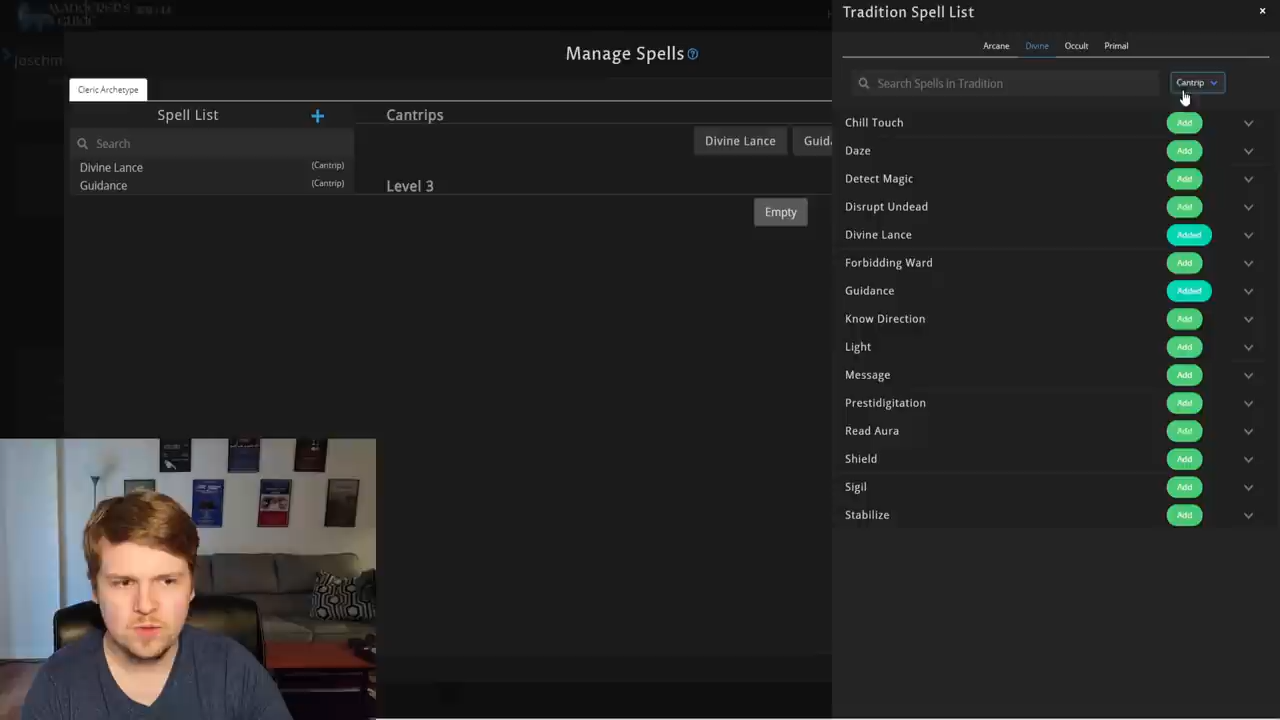 WANDERER'S
GUIDE
Manage Spells
Cleric Archetype
Spell List
Search
Divine Lance (Cantrip)
Guidance (Cantrip)
Cantrips
Divine Lance
Level 3
Empty
Tradition Spell List
×
Arcane Divine Occult Primal
Search Spells in Tradition
Cantrip
Chill Touch Add
Daze Add
Detect Magic Add
Disrupt Undead Add
Divine Lance Added
Forbidding Ward Add
Guidance Added
Know Direction Add
Light Add
Message Add
Prestidigitation Add
Read Aura Add
Shield Add
Sigil Add
Stabilize Add